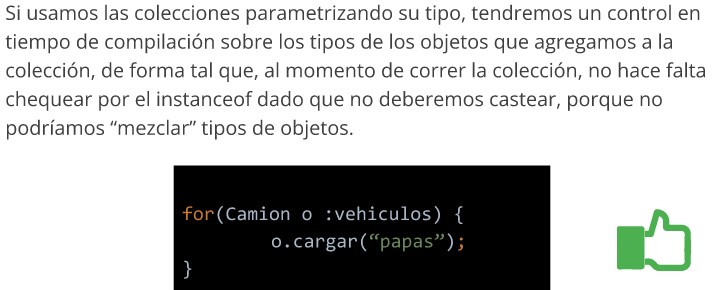 Si usamos las colecciones parametrizando su tipo, tendremos un control en
tiempo de compilación sobre los tipos de los objetos que agregamos a la
colección, de forma tal que, al momento de correr la colección, no hace falta
chequear por el instanceof dado que no deberemos castear, porque no
podríamos “mezclar” tipos de objetos.
for(Camion o :vehiculos) {
        o.cargar(“papas”);
}